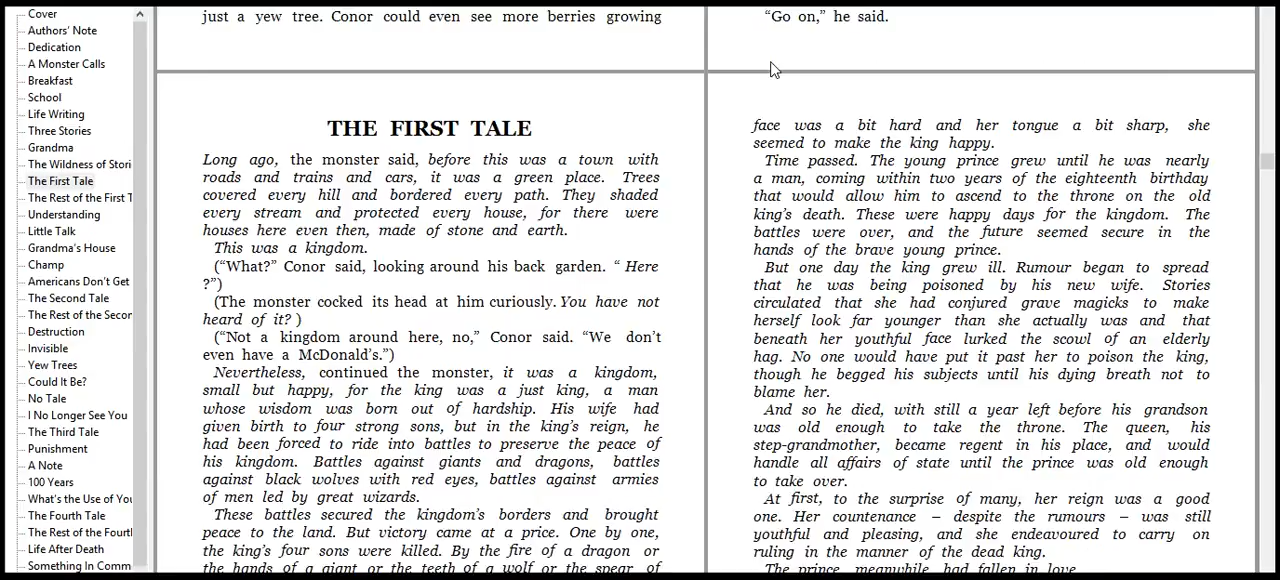 Cover
Authors' Note
Dedication
A Monster Calls
Breakfast
School
Life Writing
Three Stories
Grandma
The Wildness of Stori
The First Tale
The Rest of the First T
Understanding
Little Talk
Grandma's House
Champ
Americans Don't Get
The Second Tale
The Rest of the Secor
Destruction
Invisible
Yew Trees
Could It Be?
No Tale
I No Longer See You
The Third Tale
Punishment
A Note
100 Years
What's the Use of You
The Fourth Tale
The Rest of the Fourth
Life After Death
Something In Comm
just a yew tree. Conor could even see more berries growing
THE FIRST TALE
Long ago, the monster said, before this was a town with
roads and trains and cars, it was a green place. Trees
covered every hill and bordered every path. They shaded
every stream and protected every house, for there were
houses here even then, made of stone and earth.
This was a kingdom.
("What?" Conor said, looking around his back garden. " Here
?")
(The monster cocked its head at him curiously. You have not
heard of it? )
("Not a kingdom around here, no," Conor said. "We don't
even have a McDonald's.")
Nevertheless, continued the monster, it was a kingdom,
small but happy, for the king was a just king, a man
whose wisdom was born out of hardship. His wife had
given birth to four strong sons, but in the king's reign, he
had been forced to ride into battles to preserve the peace of
his kingdom. Battles against giants and dragons, battles
against black wolves with red eyes, battles against armies
of men led by great wizards.
These battles secured the kingdom's borders and brought
peace to the land. But victory came at a price. One by one,
the king's four sons were killed. By the fire of a dragon or
the hands of a giant or the teeth of a wolf or the spear of
"Go on," he said.
face was a bit hard and her tongue a bit sharp, she
seemed to make the king happy.
Time passed. The young prince grew until he was nearly
a man, coming within two years of the eighteenth birthday
that would allow him to ascend to the throne on the old
king's death. These were happy days for the kingdom. The
battles were over, and the future seemed secure in the
hands of the brave young prince.
But one day the king grew ill. Rumour began to spread
that he was being poisoned by his new wife. Stories
circulated that she had conjured grave magicks to make
herself look far younger than she actually was and that
beneath her youthful face lurked the scowl of an elderly
hag. No one would have put it past her to poison the king,
though he begged his subjects until his dying breath not to
blame her.
And so he died, with still a year left before his grandson
was old enough to take the throne. The queen, his
step-grandmother, became regent in his place, and would
handle all affairs of state until the prince was old enough
to take over.
At first, to the surprise of many, her reign was a good
one. Her countenance – despite the rumours – was still
youthful and pleasing, and she endeavoured to carry on
ruling in the manner of the dead king.
The prince, meanwhile, had fallen in love.